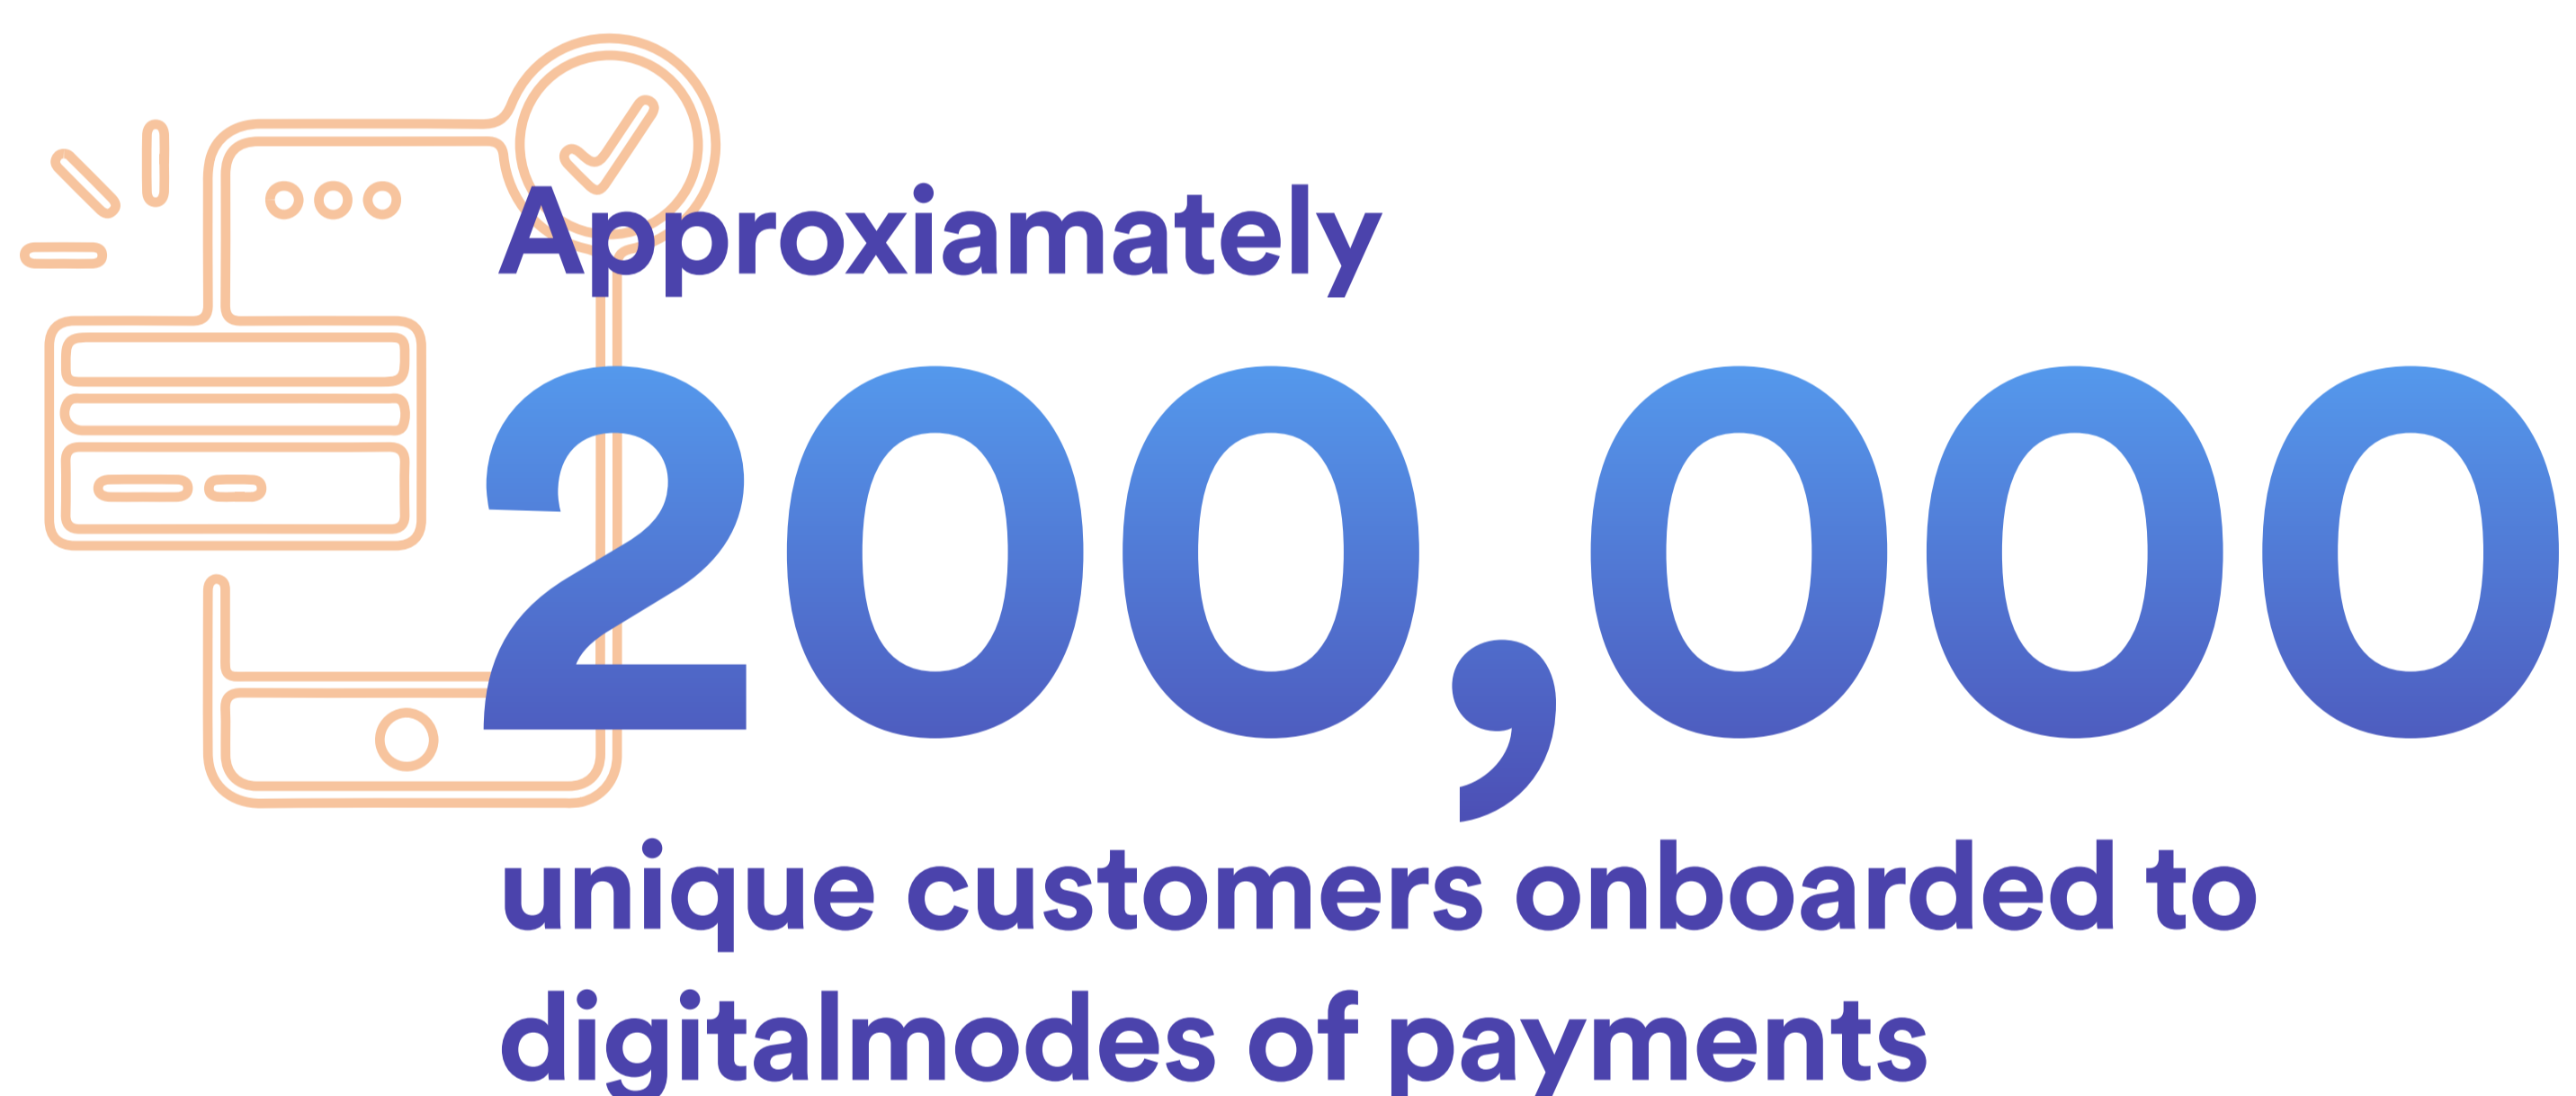 Approxiamately
200,000
unique customers onboarded to
digitalmodes of payments